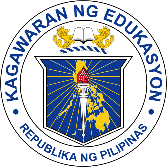 KAGAWARAN NG EDUKASYON
REPUBLIKA NG PILIPINAS